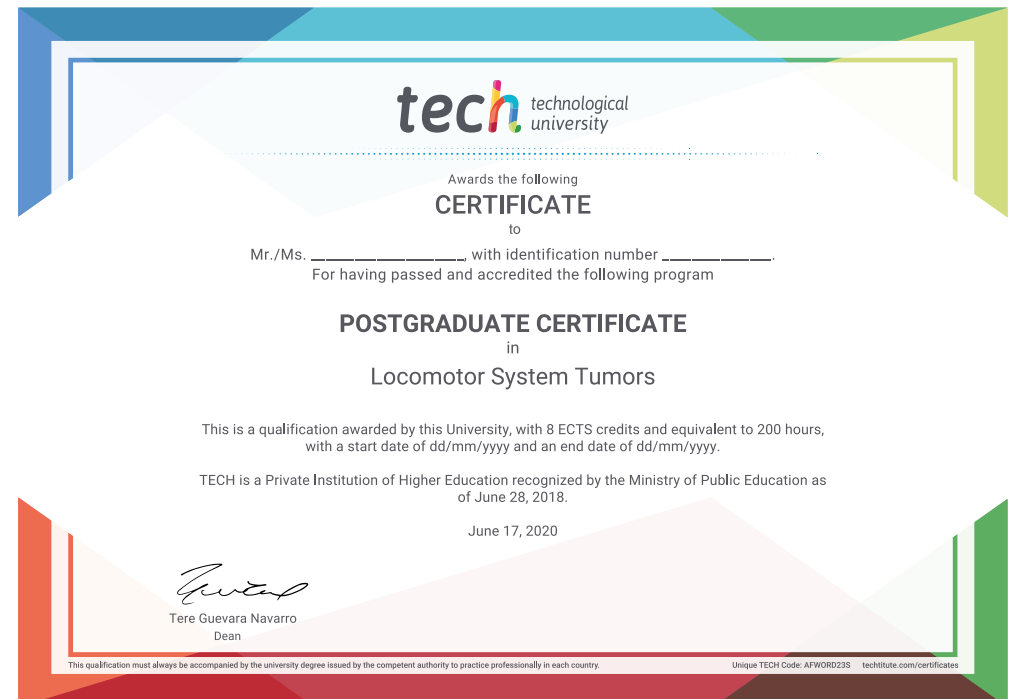 tech technological
university
Awards the following
CERTIFICATE
to
Mr./Ms. __________________, with identification number _____________.
For having passed and accredited the following program
POSTGRADUATE CERTIFICATE
in
Locomotor System Tumors
This is a qualification awarded by this University, with 8 ECTS credits and equivalent to 200 hours,
with a start date of dd/mm/yyyy and an end date of dd/mm/yyyy.
TECH is a Private Institution of Higher Education recognized by the Ministry of Public Education as
of June 28, 2018.
June 17, 2020
Tere Guevara Navarro
Dean
This qualification must always be accompanied by the university degree issued by the competent authority to practice professionally in each country.
Unique TECH Code: AFWORD23S techtitute.com/certificates